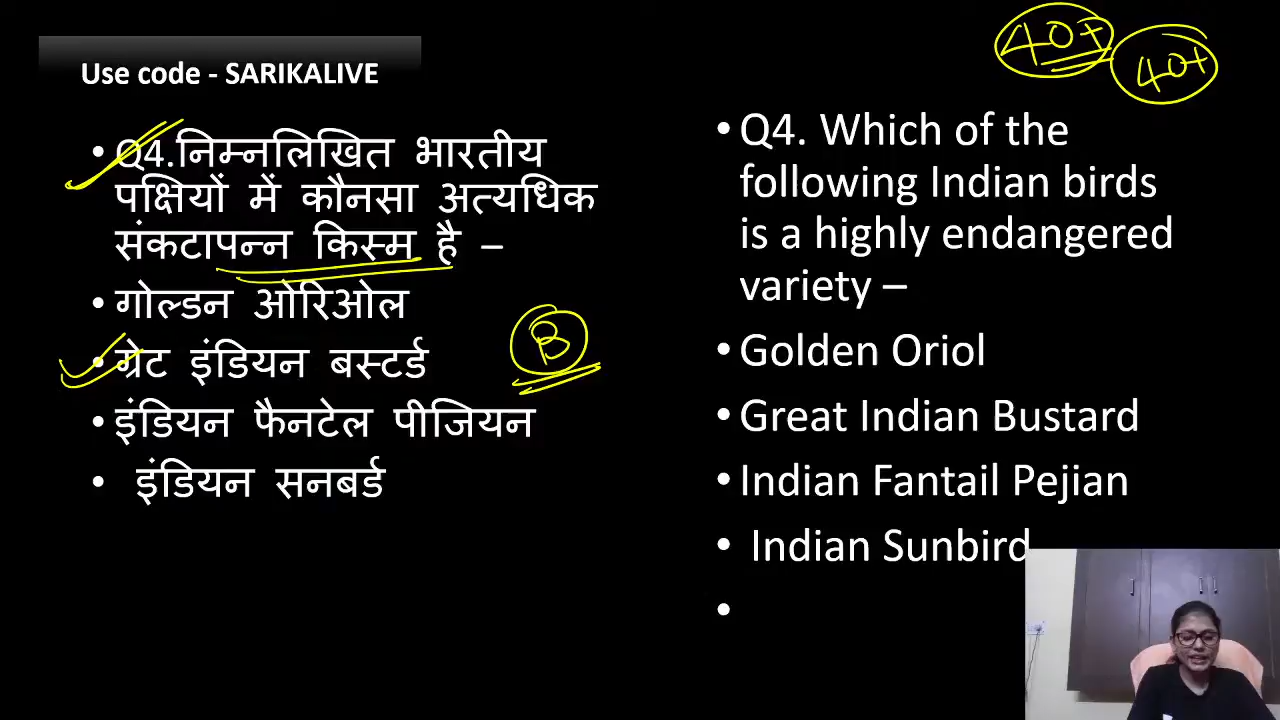 Use code - SARIKALIVE
40+
40+
• Q4.निम्नलिखित भारतीय
पक्षियों में कौनसा अत्यधिक
संकटापन्न किस्म है –
• गोल्डन ओरिओल
• ग्रेट इंडियन बस्टर्ड
B
• इंडियन फैनटेल पीजियन
• इंडियन सनबर्ड
• Q4. Which of the
following Indian birds
is a highly endangered
variety –
• Golden Oriol
• Great Indian Bustard
• Indian Fantail Pejian
• Indian Sunbird
•